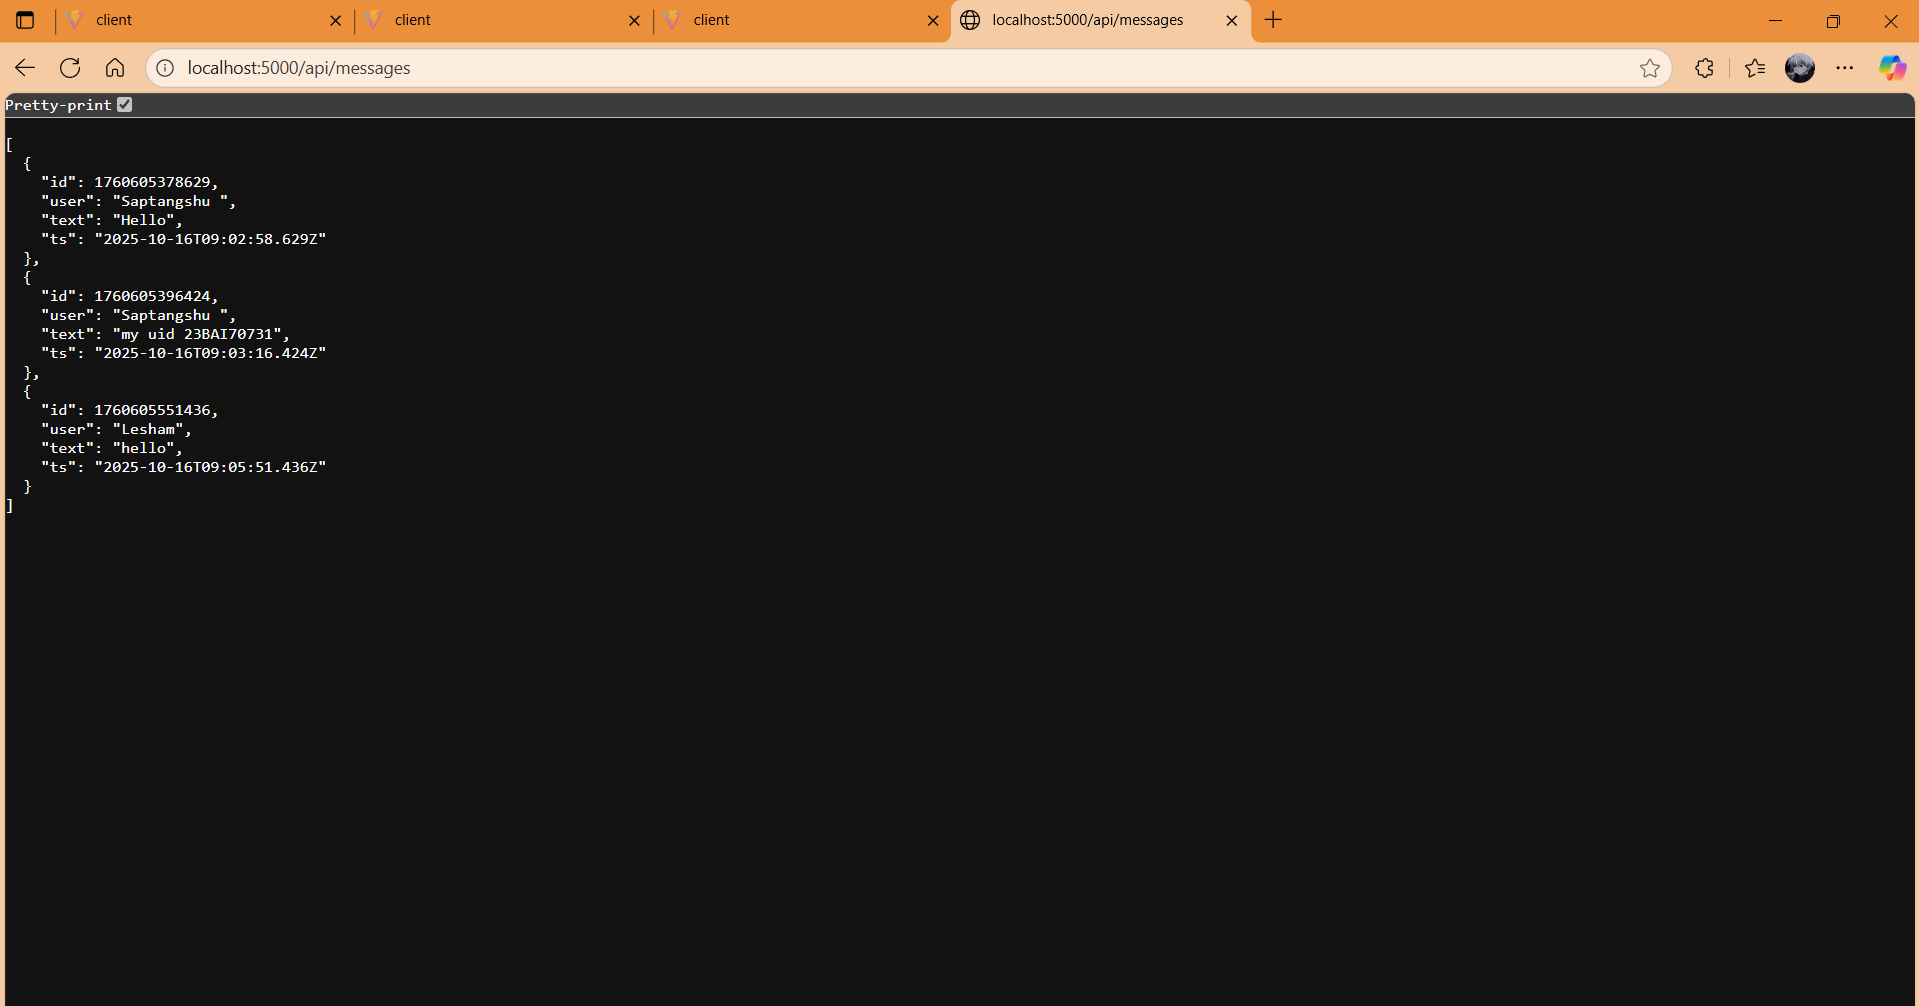 client
client
client
localhost:5000/api/messages
localhost:5000/api/messages
Pretty-print
[
  {
    "id": 1760605378629,
    "user": "Saptangshu ",
    "text": "Hello",
    "ts": "2025-10-16T09:02:58.629Z"
  },
  {
    "id": 1760605396424,
    "user": "Saptangshu ",
    "text": "my uid 23BAI70731",
    "ts": "2025-10-16T09:03:16.424Z"
  },
  {
    "id": 1760605551436,
    "user": "Lesham",
    "text": "hello",
    "ts": "2025-10-16T09:05:51.436Z"
  }
]